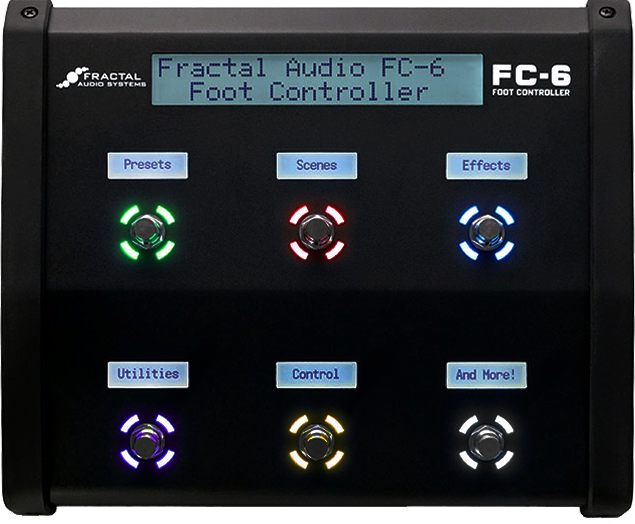 FRACTAL
AUDIO SYSTEMS
Fractal Audio FC-6
Foot Controller
FC-6
FOOT CONTROLLER
Presets
Scenes
Effects
Utilities
Control
And More!